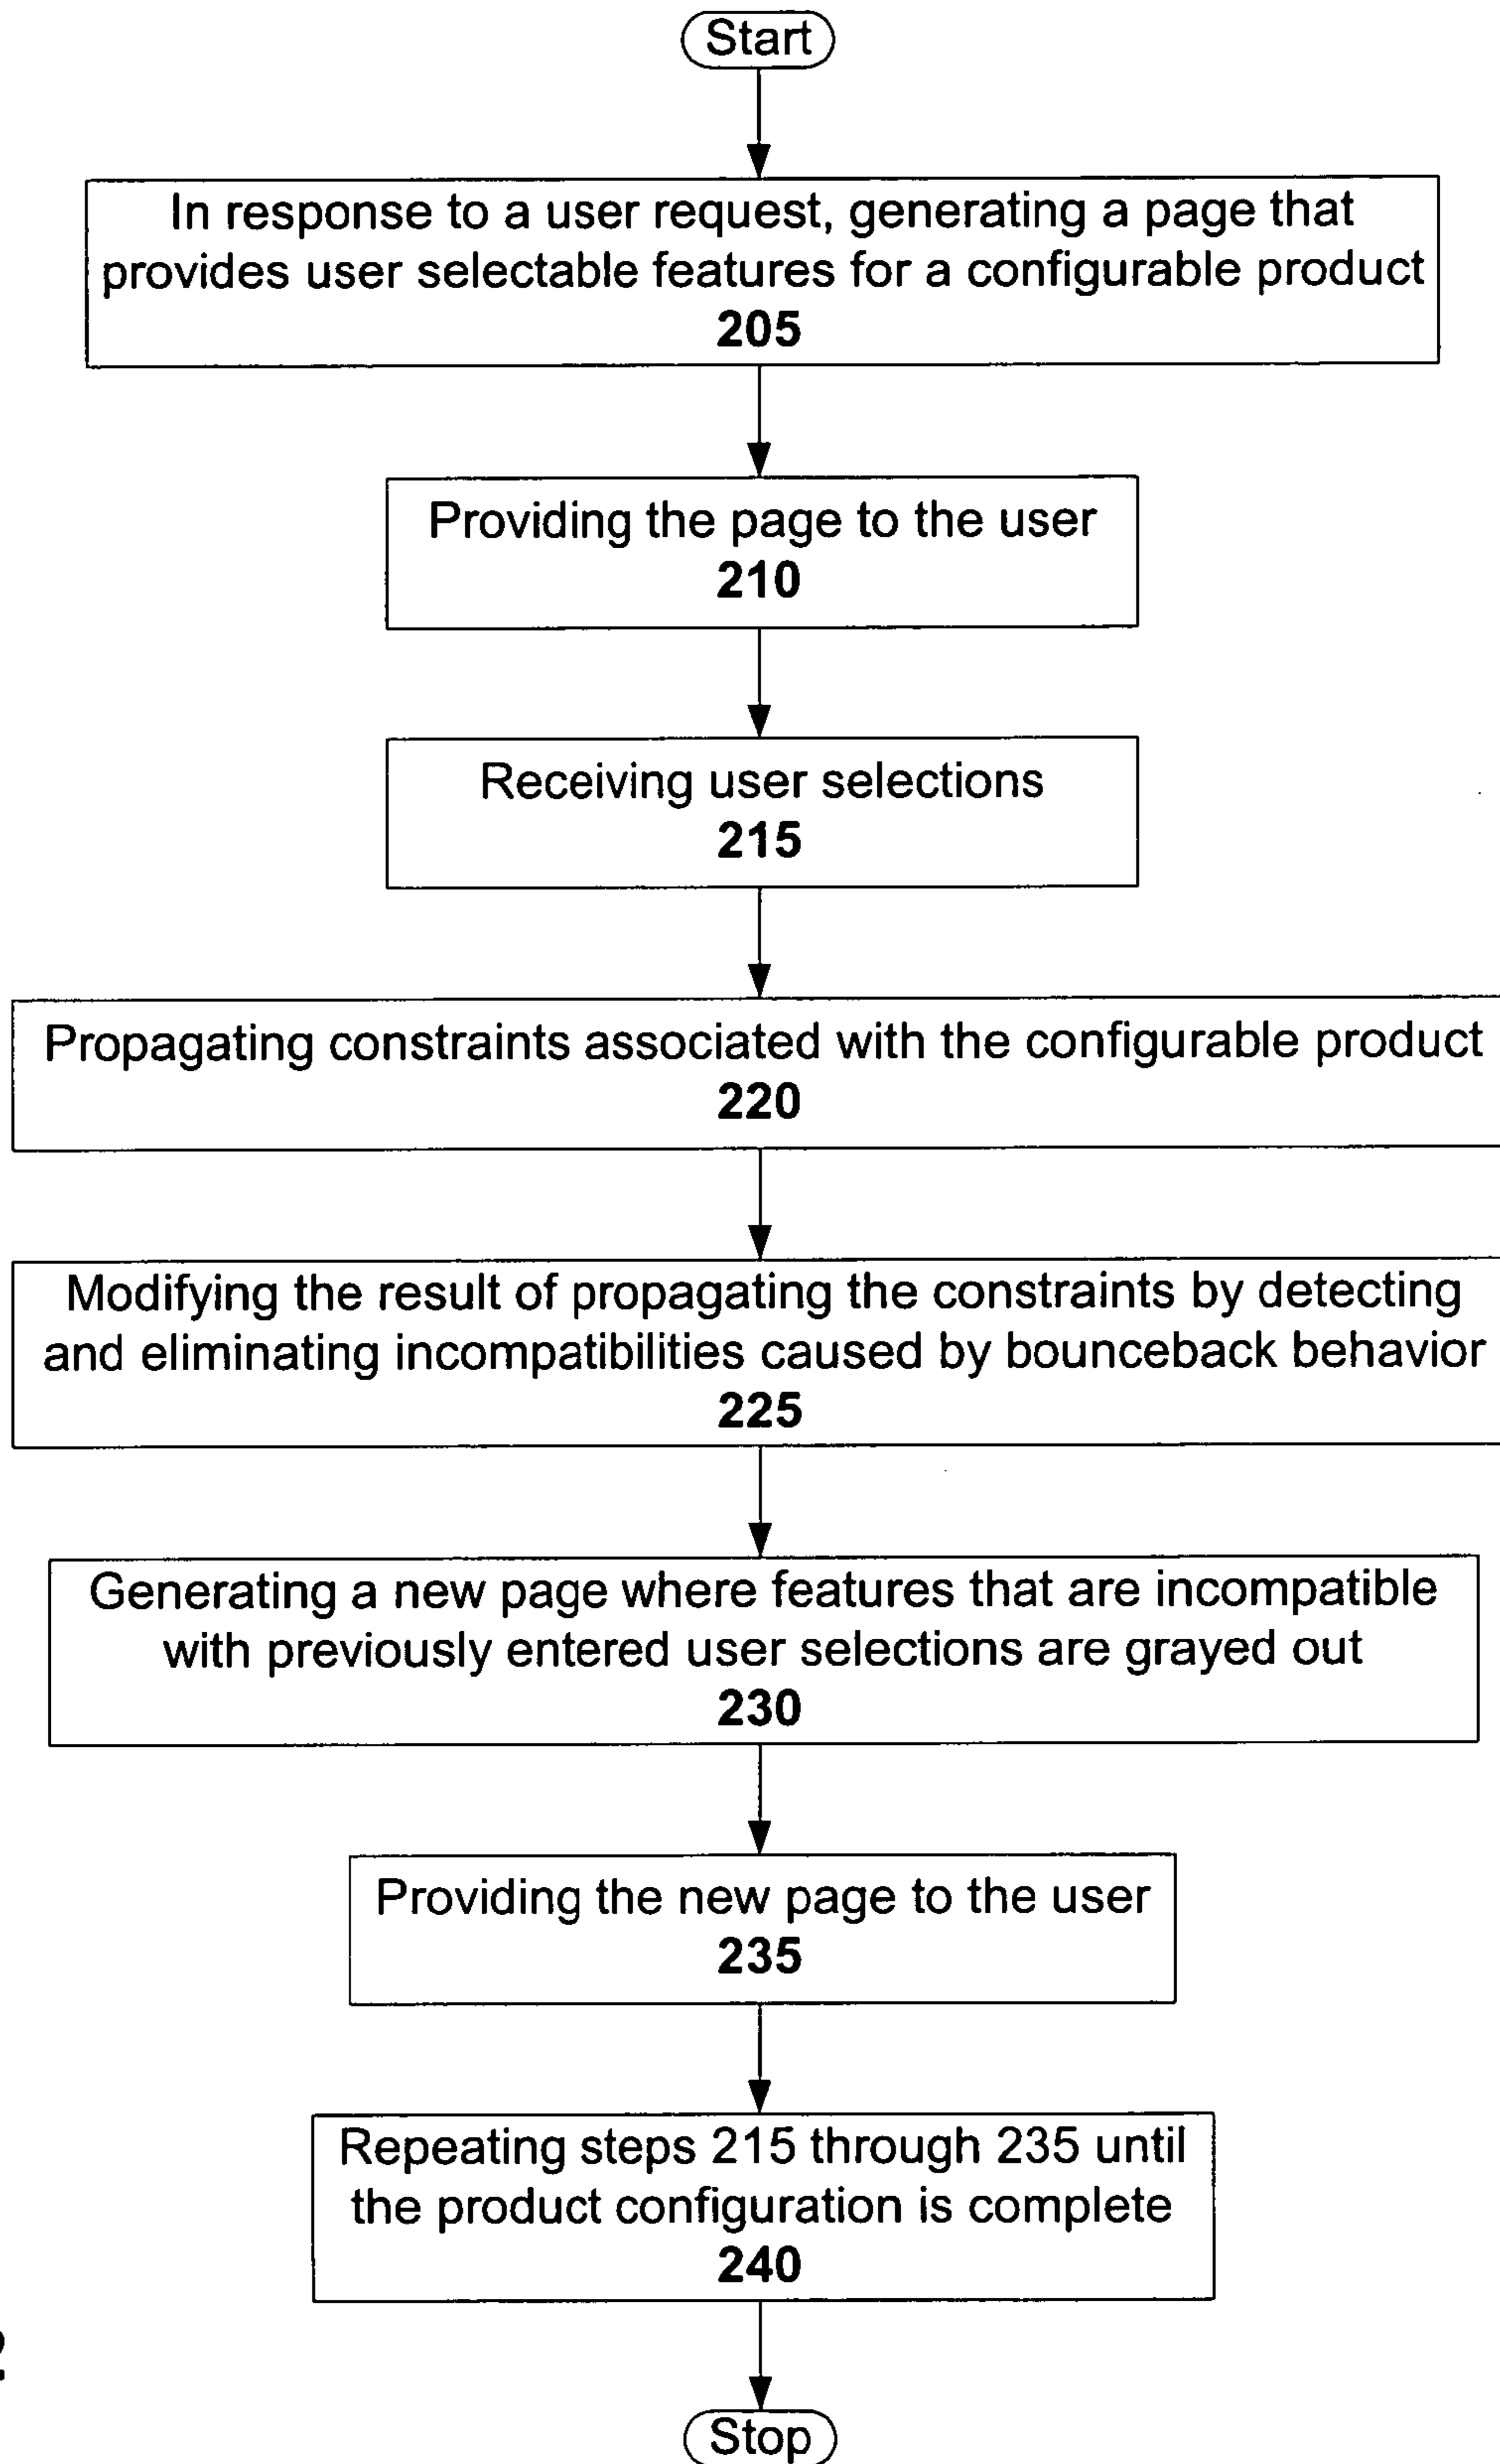 Start
In response to a user request, generating a page that
provides user selectable features for a configurable product
205
Providing the page to the user
210
Receiving user selections
215
Propagating constraints associated with the configurable product
220
Modifying the result of propagating the constraints by detecting
and eliminating incompatibilities caused by bounceback behavior
225
Generating a new page where features that are incompatible
with previously entered user selections are grayed out
230
Providing the new page to the user
235
Repeating steps 215 through 235 until
the product configuration is complete
240
Stop